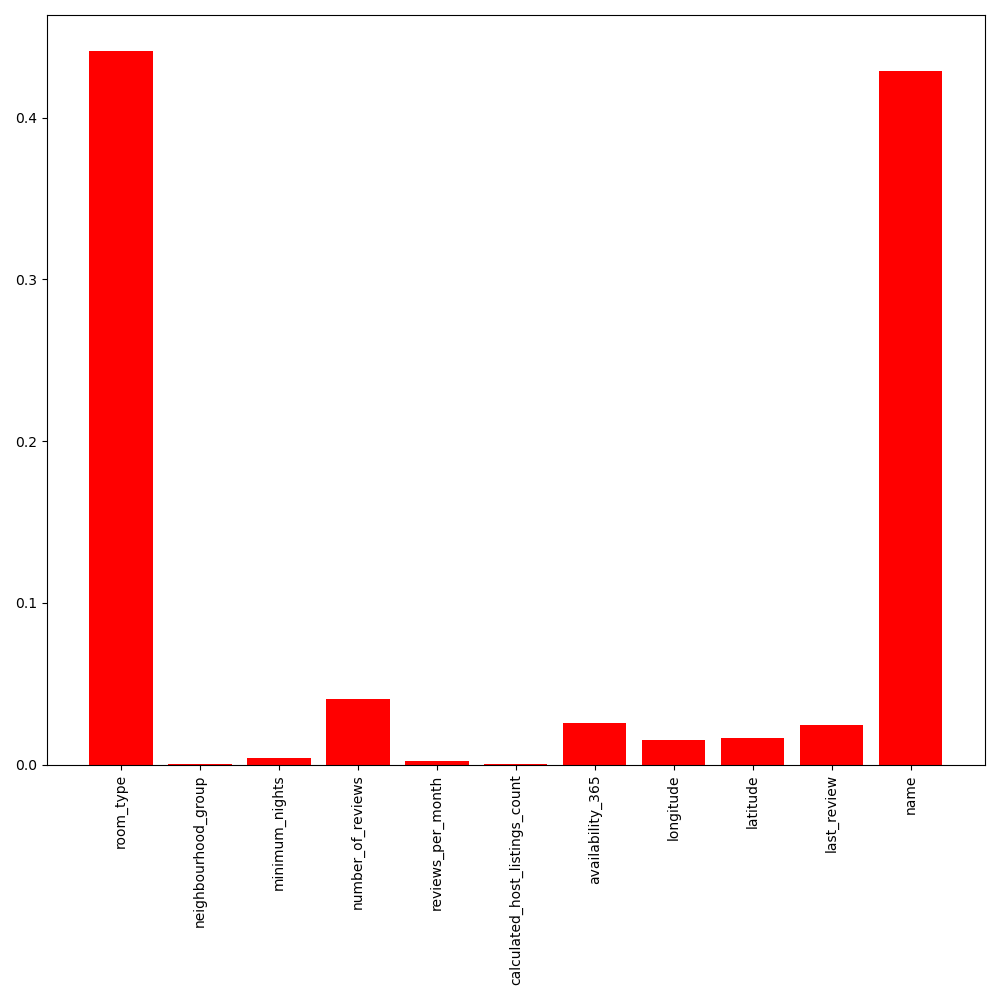 0.4
0.3
0.2
0.1
0.0
room_type
neighbourhood_group
minimum_nights
number_of_reviews
reviews_per_month
calculated_host_listings_count
availability_365
longitude
latitude
last_review
name